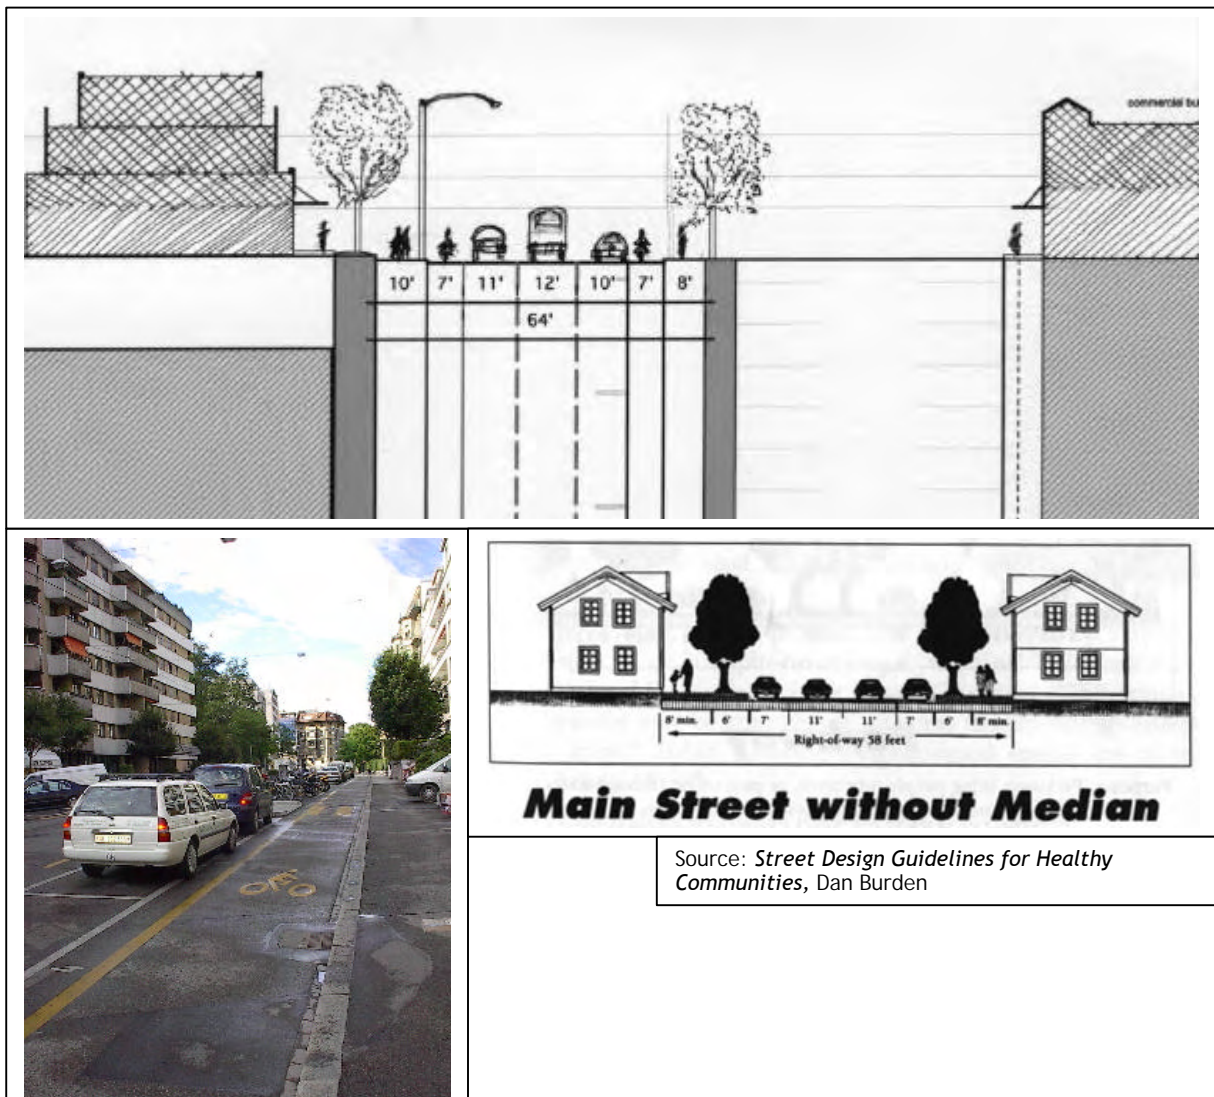 commercial bu
10' 7' 11' 12' 10' 7' 8'
64'
8' min. 6' 7' 11' 11' 7' 6' 8' min.
Right-of-way 58 feet
Main Street without Median
Source: Street Design Guidelines for Healthy
Communities, Dan Burden